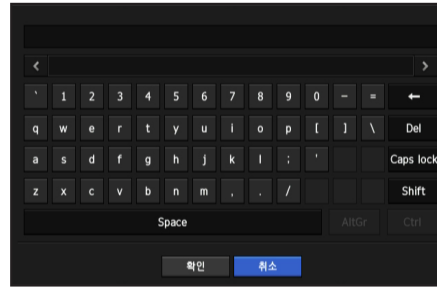 < >
` 1 2 3 4 5 6 7 8 9 0 - = ←
q w e r t y u i o p [ ] \ Del
a s d f g h j k l ; ' Caps lock
z x c v b n m , . / Shift
Space AltGr Ctrl
확인 취소